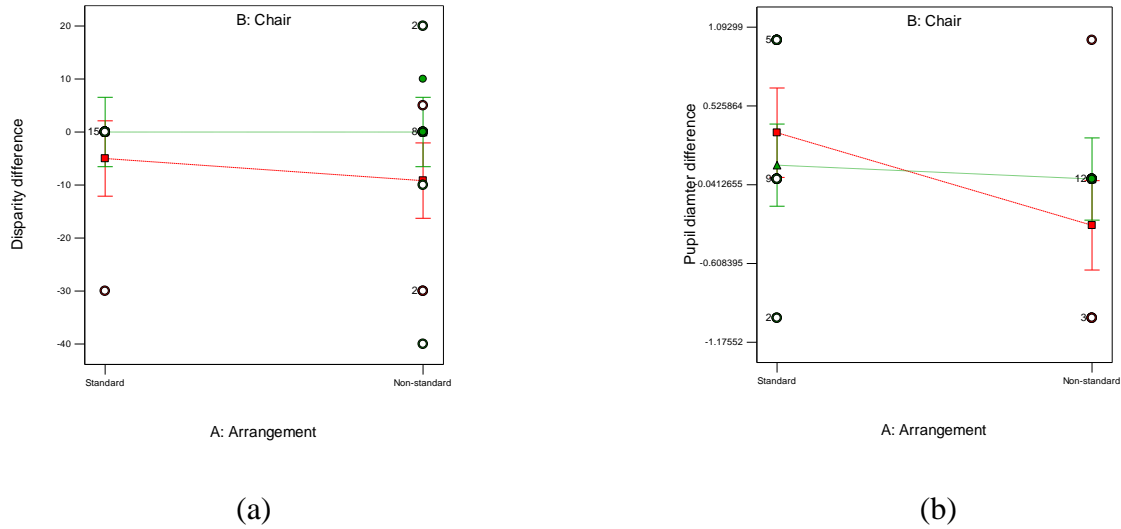 B: Chair
Disparity difference
20
10
0
-10
-20
-30
-40
2
15
8
2
Standard
Non-standard
A: Arrangement
(a)
B: Chair
Pupil diamter difference
1.09299
0.525864
-0.0412655
-0.608395
-1.17552
5
9
12
2
3
Standard
Non-standard
A: Arrangement
(b)